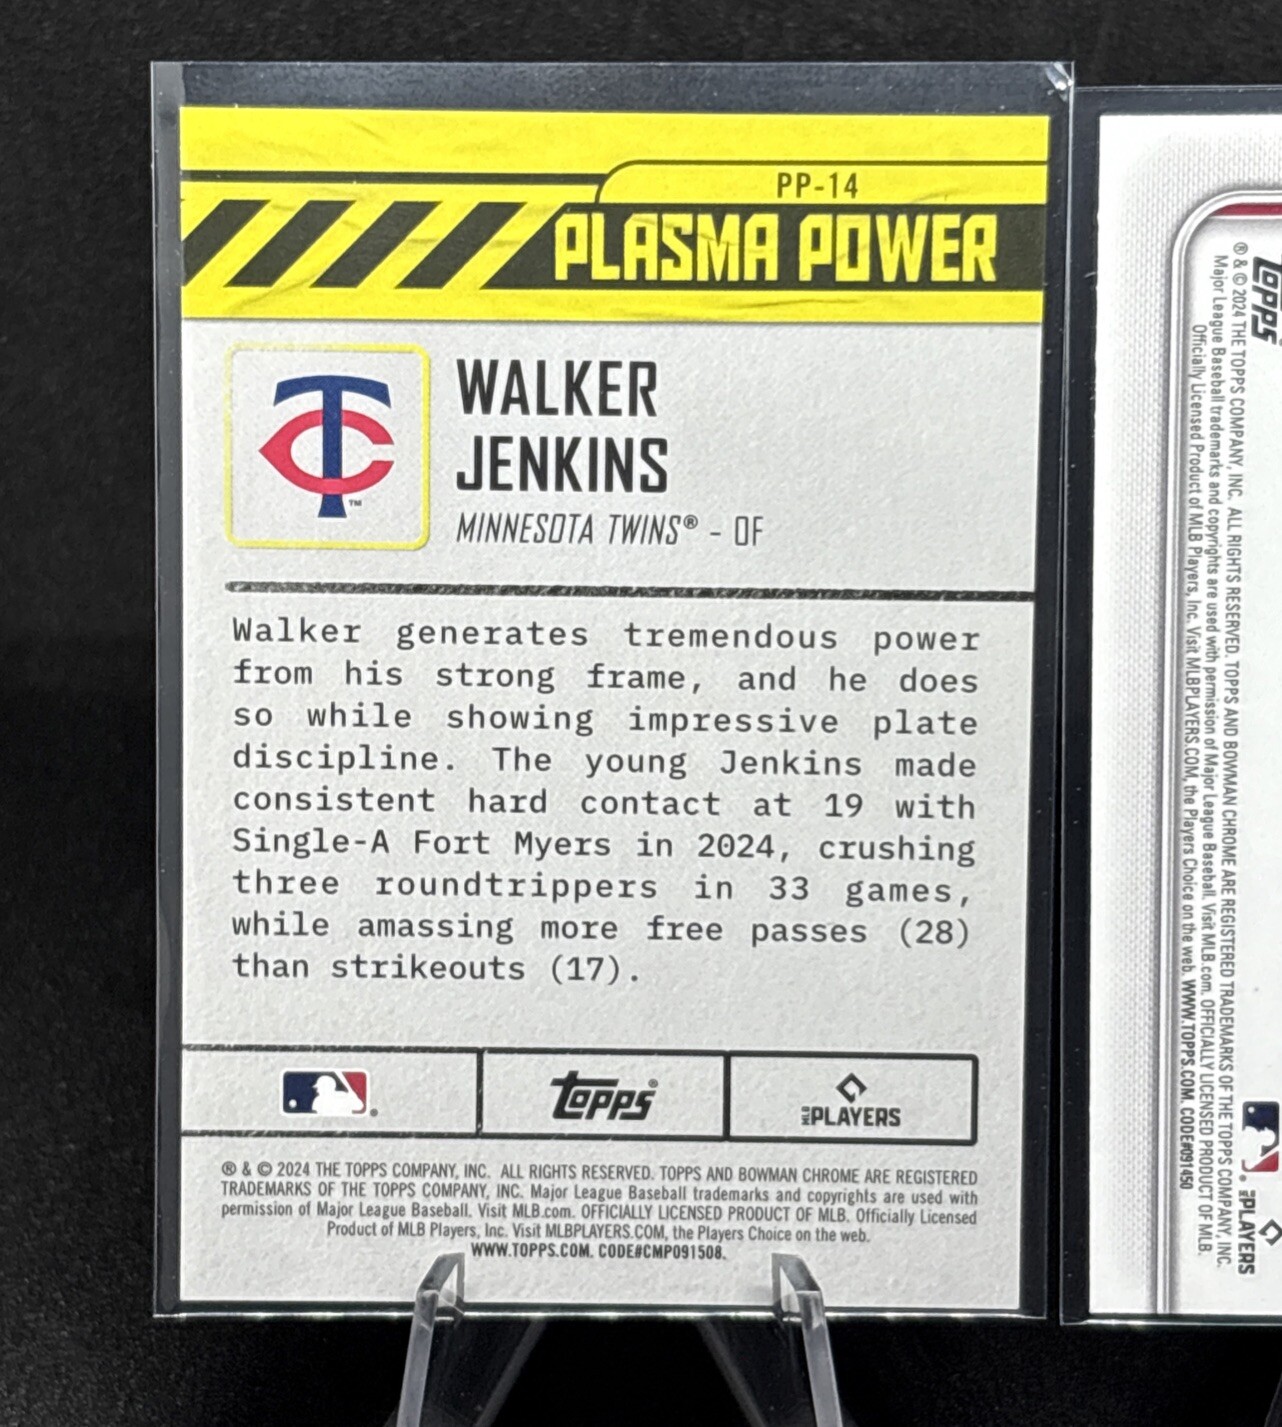 PP-14
PLASMA POWER
TC
™
WALKER
JENKINS
MINNESOTA TWINS® - OF
Walker generates tremendous power
from his strong frame, and he does
so while showing impressive plate
discipline. The young Jenkins made
consistent hard contact at 19 with
Single-A Fort Myers in 2024, crushing
three roundtrippers in 33 games,
while amassing more free passes (28)
than strikeouts (17).
Topps®
THE PLAYERS
® & © 2024 THE TOPPS COMPANY, INC. ALL RIGHTS RESERVED. TOPPS AND BOWMAN CHROME ARE REGISTERED
TRADEMARKS OF THE TOPPS COMPANY, INC. Major League Baseball trademarks and copyrights are used with
permission of Major League Baseball. Visit MLB.com. OFFICIALLY LICENSED PRODUCT OF MLB. Officially Licensed
Product of MLB Players, Inc. Visit MLBPLAYERS.COM, the Players Choice on the web.
WWW.TOPPS.COM. CODE#CMP091508.
Topps
® & © 2024 THE TOPPS COMPANY, INC. ALL RIGHTS RESERVED. TOPPS AND BOWMAN CHROME ARE REGISTERED TRADEMARKS OF THE TOPPS COMPANY, INC.
Major League Baseball trademarks and copyrights are used with permission of Major League Baseball. Visit MLB.com. OFFICIALLY LICENSED PRODUCT OF MLB.
Officially Licensed Product of MLB Players, Inc. Visit MLBPLAYERS.COM, the Players Choice on the web. WWW.TOPPS.COM. CODE#091450
THE PLAYERS